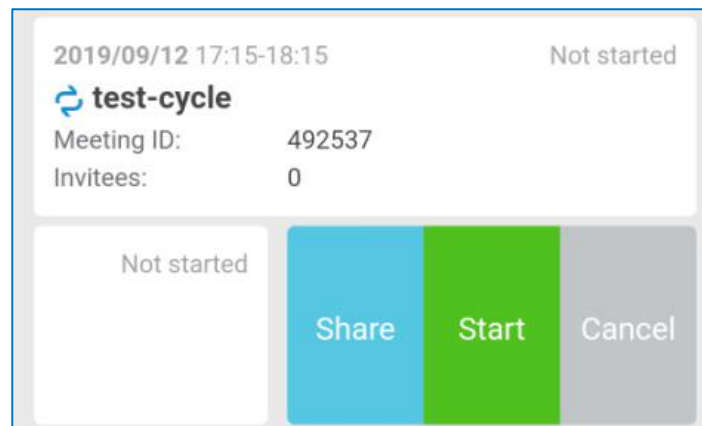 2019/09/12 17:15-18:15 Not started
test-cycle
Meeting ID: 492537
Invitees: 0
Not started
Share Start Cancel